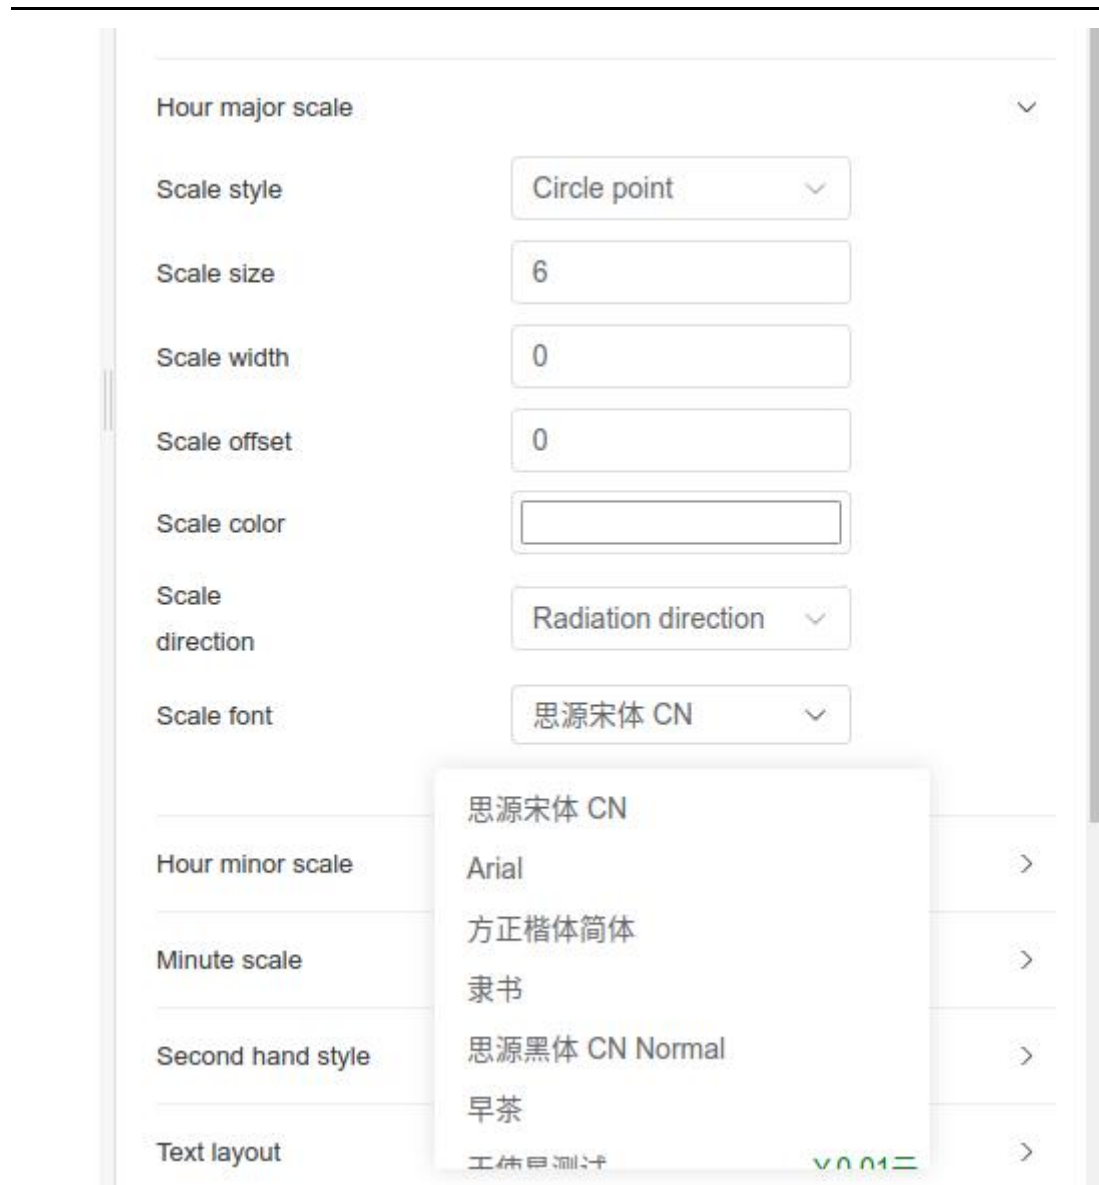 Hour major scale
Scale style
Circle point
Scale size
6
Scale width
0
Scale offset
0
Scale color
Scale
direction
Radiation direction
Scale font
思源宋体 CN
思源宋体 CN
Arial
Hour minor scale
方正楷体简体
Minute scale
隶书
思源黑体 CN Normal
Second hand style
早茶
Text layout